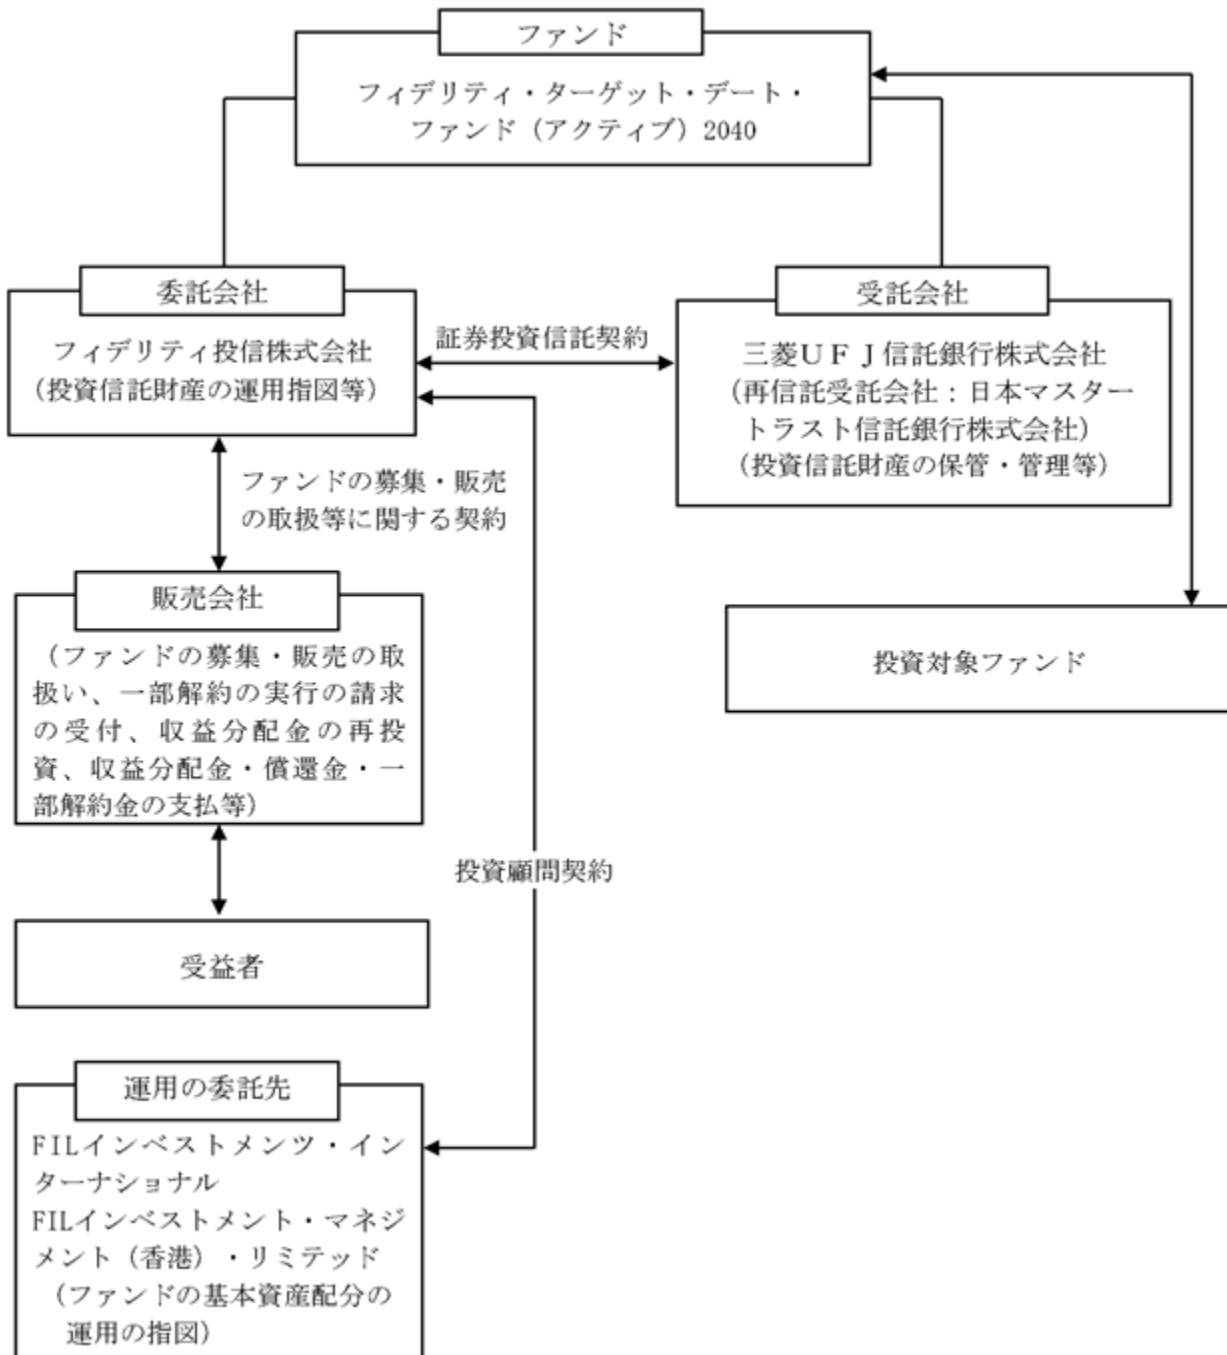 ファンド
フィデリティ・ターゲット・デート・
ファンド（アクティブ）2040
委託会社
フィデリティ投信株式会社
（投資信託財産の運用指図等）
証券投資信託契約
受託会社
三菱ＵＦＪ信託銀行株式会社
（再信託受託会社：日本マスター
トラスト信託銀行株式会社）
（投資信託財産の保管・管理等）
ファンドの募集・販売
の取扱等に関する契約
販売会社
（ファンドの募集・販売の取
扱い、一部解約の実行の請求
の受付、収益分配金の再投
資、収益分配金・償還金・一
部解約金の支払等）
投資対象ファンド
投資顧問契約
受益者
運用の委託先
FILインベストメンツ・イン
ターナショナル
FILインベストメント・マネジ
メント（香港）・リミテッド
（ファンドの基本資産配分の
運用の指図）